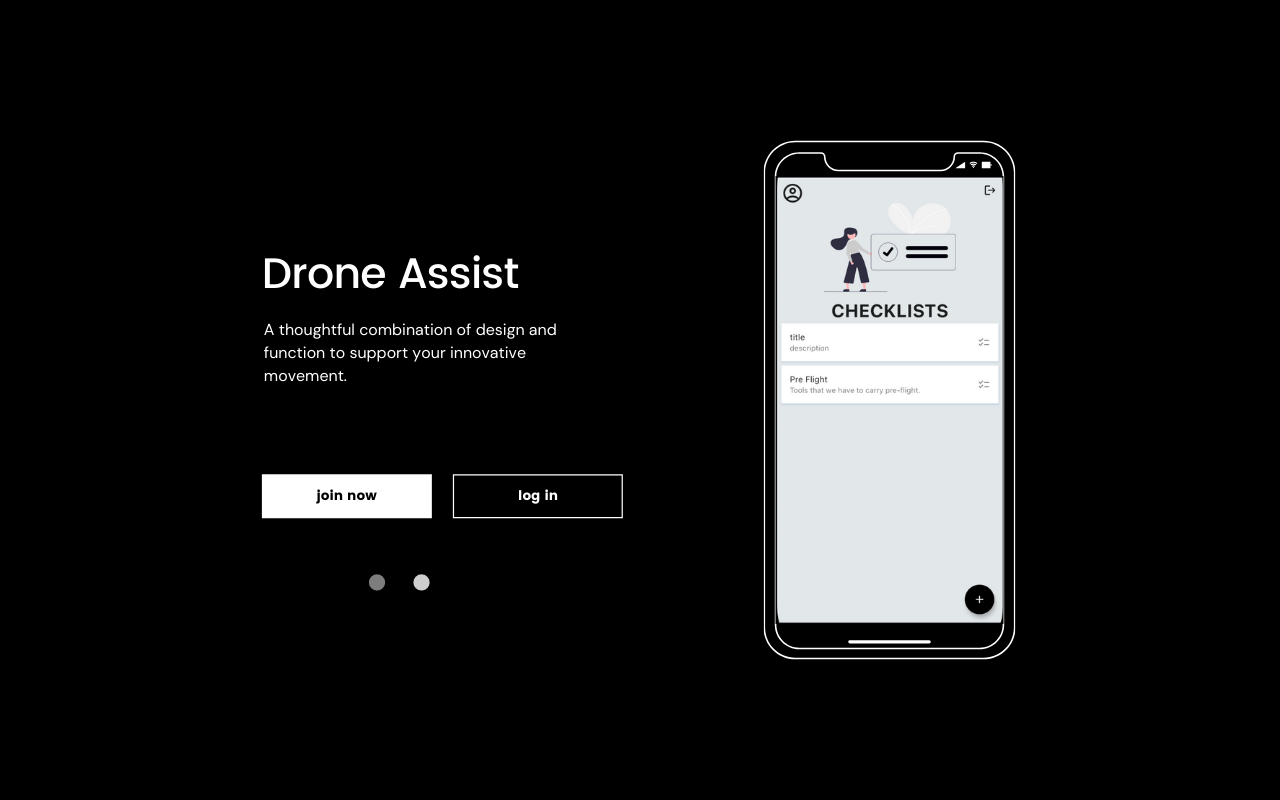 Drone Assist
A thoughtful combination of design and
function to support your innovative
movement.
join now
log in
CHECKLISTS
title
description
Pre Flight
Tools that we have to carry pre-flight.
+